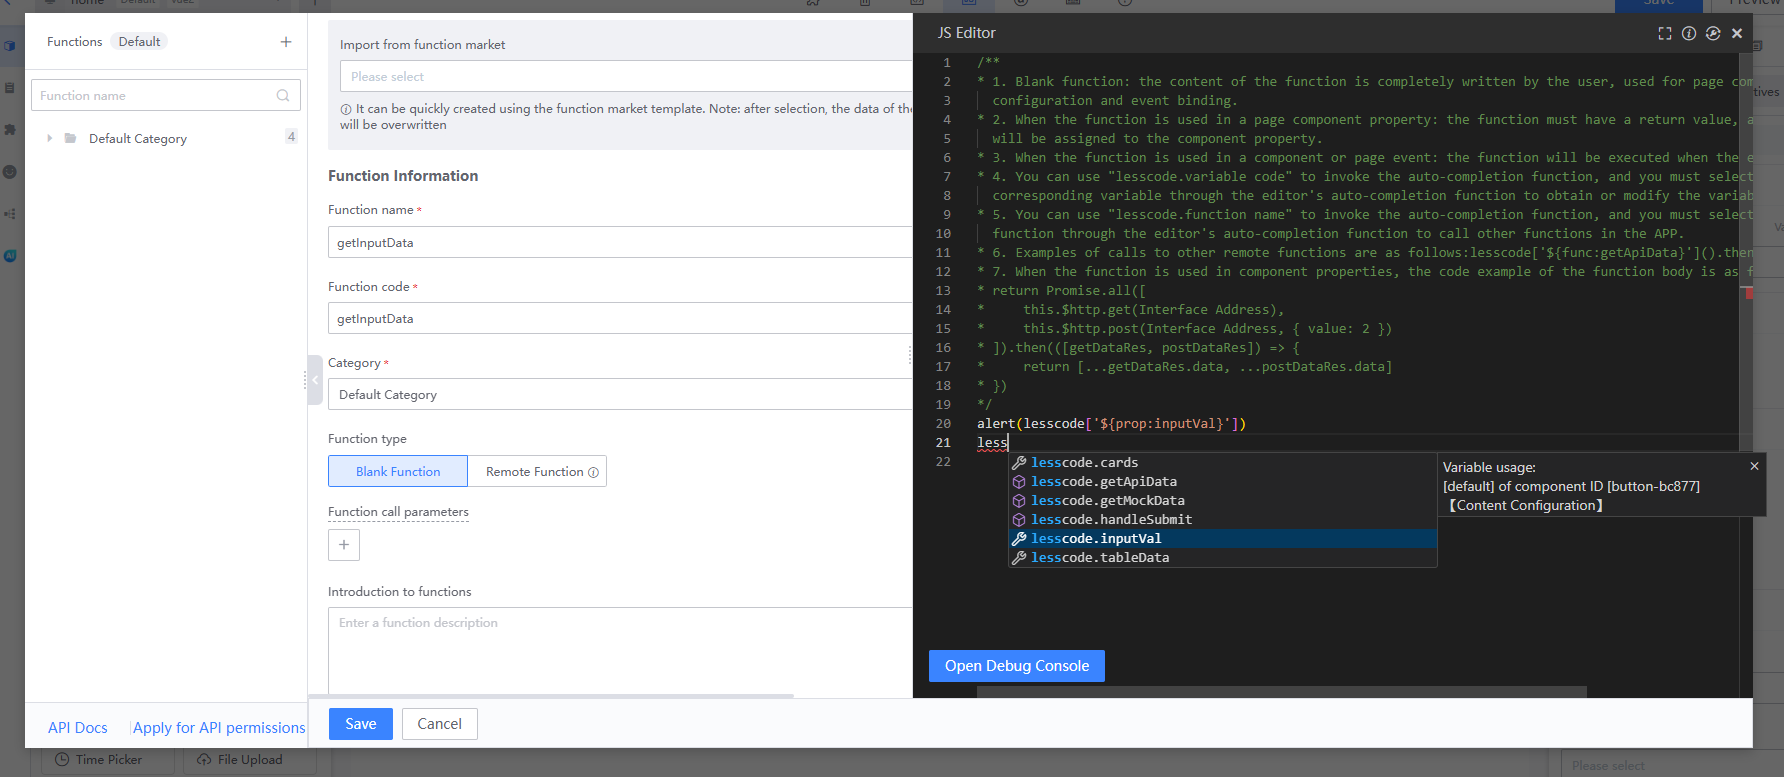 home Default Vue2
Save
Preview
Functions Default
Function name
Default Category 4
API Docs
Apply for API permissions
Import from function market
Please select
It can be quickly created using the function market template. Note: after selection, the data of the
will be overwritten
Function Information
Function name *
getInputData
Function code *
getInputData
Category *
Default Category
Function type
Blank Function
Remote Function
Function call parameters
Introduction to functions
Enter a function description
Save
Cancel
JS Editor
1 /**
2 * 1. Blank function: the content of the function is completely written by the user, used for page com
3 configuration and event binding.
4 * 2. When the function is used in a page component property: the function must have a return value, a
5 will be assigned to the component property.
6 * 3. When the function is used in a component or page event: the function will be executed when the e
7 * 4. You can use "lesscode.variable code" to invoke the auto-completion function, and you must select
8 corresponding variable through the editor's auto-completion function to obtain or modify the variab
9 * 5. You can use "lesscode.function name" to invoke the auto-completion function, and you must select
10 function through the editor's auto-completion function to call other functions in the APP.
11 * 6. Examples of calls to other remote functions are as follows:lesscode['${func:getApiData}']().then
12 * 7. When the function is used in component properties, the code example of the function body is as f
13 * return Promise.all([
14 * this.$http.get(Interface Address),
15 * this.$http.post(Interface Address, { value: 2 })
16 * ]).then(([getDataRes, postDataRes]) => {
17 * return [...getDataRes.data, ...postDataRes.data]
18 * })
19 */
20 alert(lesscode['${prop:inputVal}'])
21 less
22
lesscode.cards
lesscode.getApiData
lesscode.getMockData
lesscode.handleSubmit
lesscode.inputVal
lesscode.tableData
Variable usage:
[default] of component ID [button-bc877]
【Content Configuration】
Open Debug Console
tives
Va
AI
Time Picker
File Upload
Please select